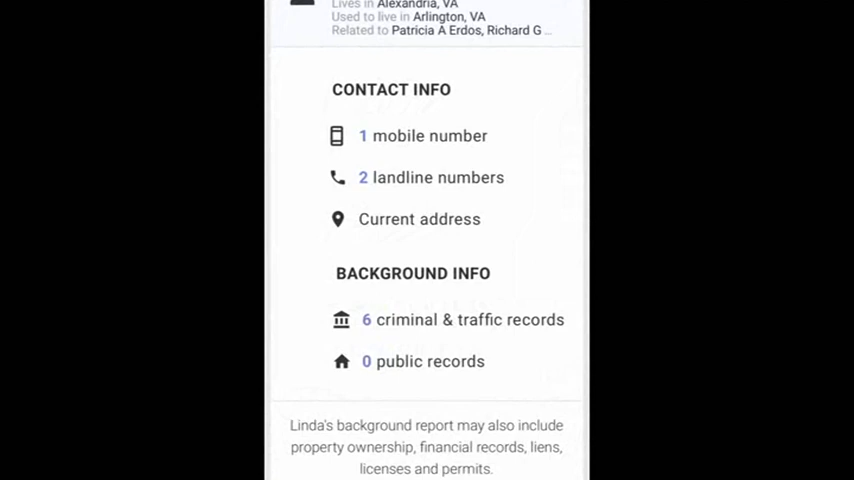 Lives in Alexandria, VA
Used to live in Arlington, VA
Related to Patricia A Erdos, Richard G ...
CONTACT INFO
1 mobile number
2 landline numbers
Current address
BACKGROUND INFO
6 criminal & traffic records
0 public records
Linda's background report may also include
property ownership, financial records, liens,
licenses and permits.